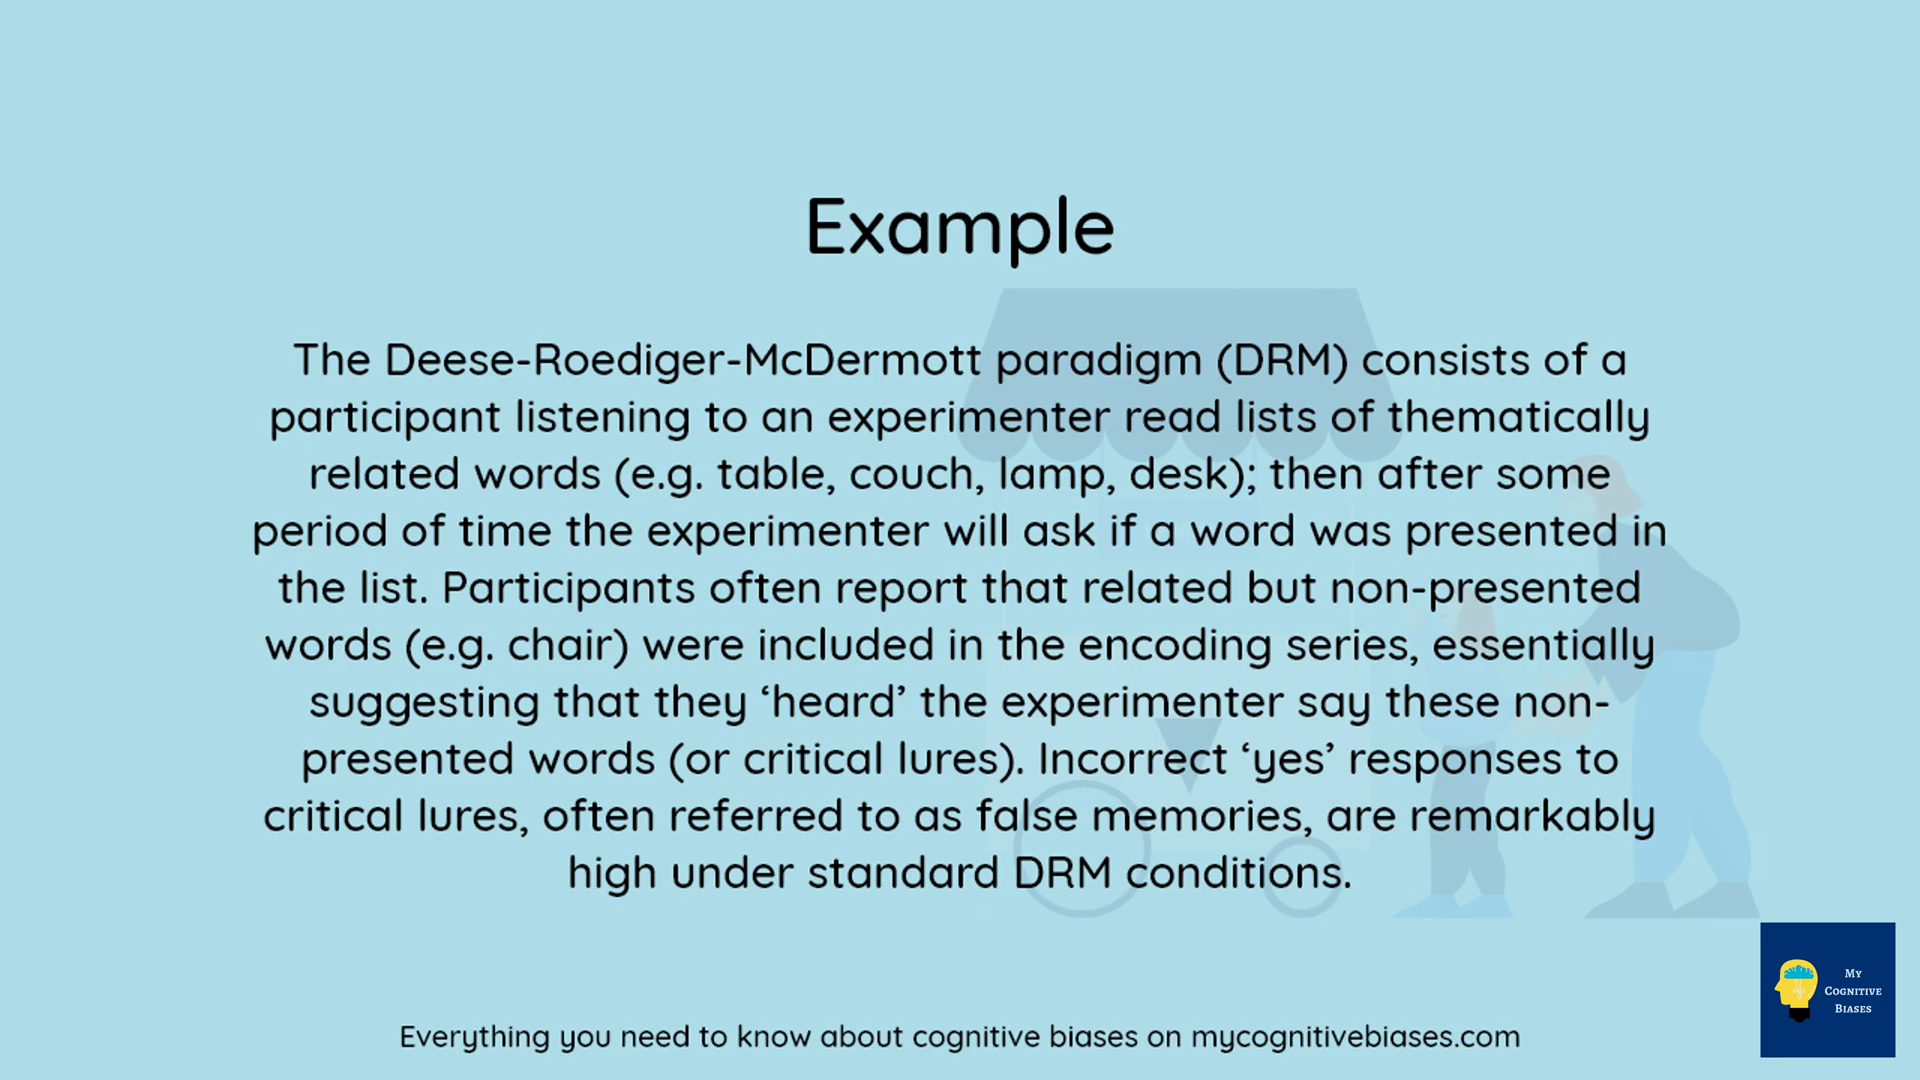 Example
The Deese-Roediger-McDermott paradigm (DRM) consists of a
participant listening to an experimenter read lists of thematically
related words (e.g. table, couch, lamp, desk); then after some
period of time the experimenter will ask if a word was presented in
the list. Participants often report that related but non-presented
words (e.g. chair) were included in the encoding series, essentially
suggesting that they ‘heard’ the experimenter say these non-
presented words (or critical lures). Incorrect ‘yes’ responses to
critical lures, often referred to as false memories, are remarkably
high under standard DRM conditions.
My
Cognitive
Biases
Everything you need to know about cognitive biases on mycognitivebiases.com